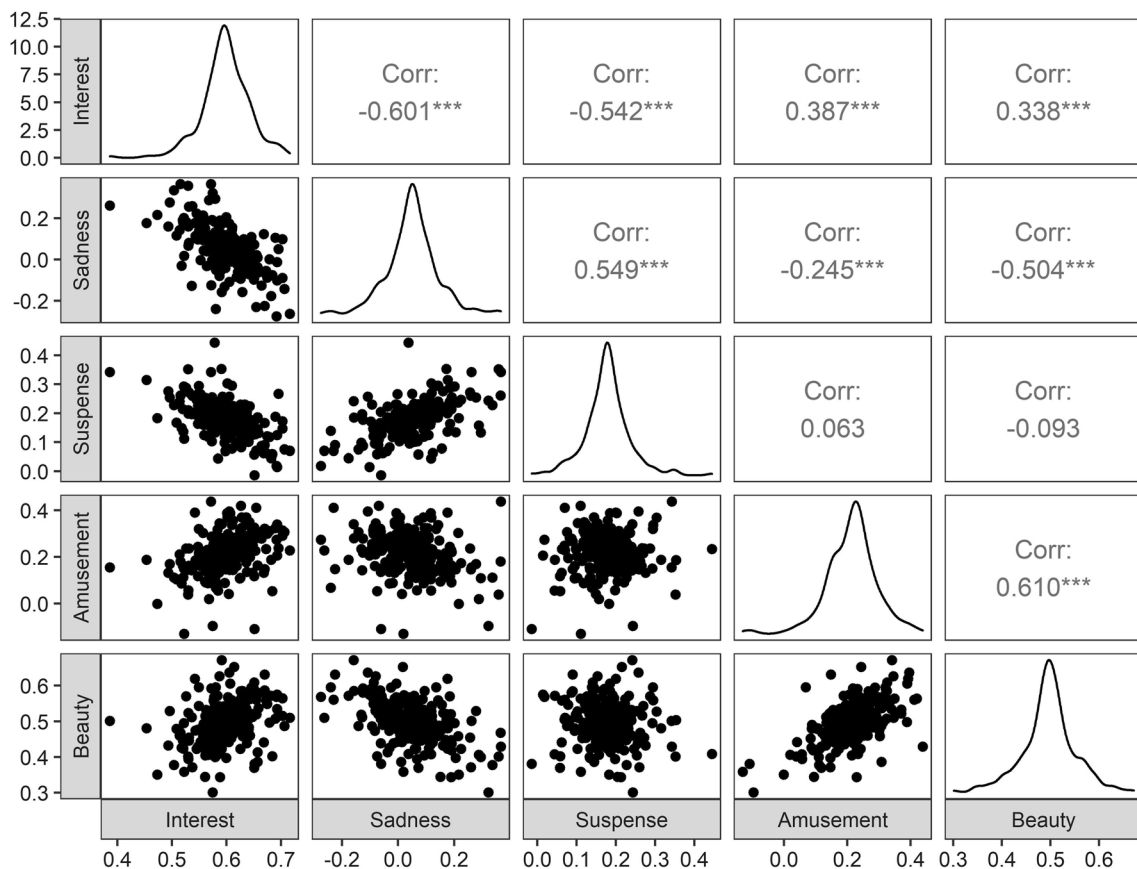 12.5
10.0
7.5
5.0
2.5
0.0
Interest
Corr:
-0.601***
Corr:
-0.542***
Corr:
0.387***
Corr:
0.338***
0.2
0.0
-0.2
Sadness
Corr:
0.549***
Corr:
-0.245***
Corr:
-0.504***
0.4
0.3
0.2
0.1
0.0
Suspense
Corr:
0.063
Corr:
-0.093
0.4
0.2
0.0
Amusement
Corr:
0.610***
0.6
0.5
0.4
0.3
Beauty
Interest Sadness Suspense Amusement Beauty
0.4 0.5 0.6 0.7 -0.2 0.0 0.2 0.0 0.1 0.2 0.3 0.4 0.0 0.2 0.4 0.3 0.4 0.5 0.6